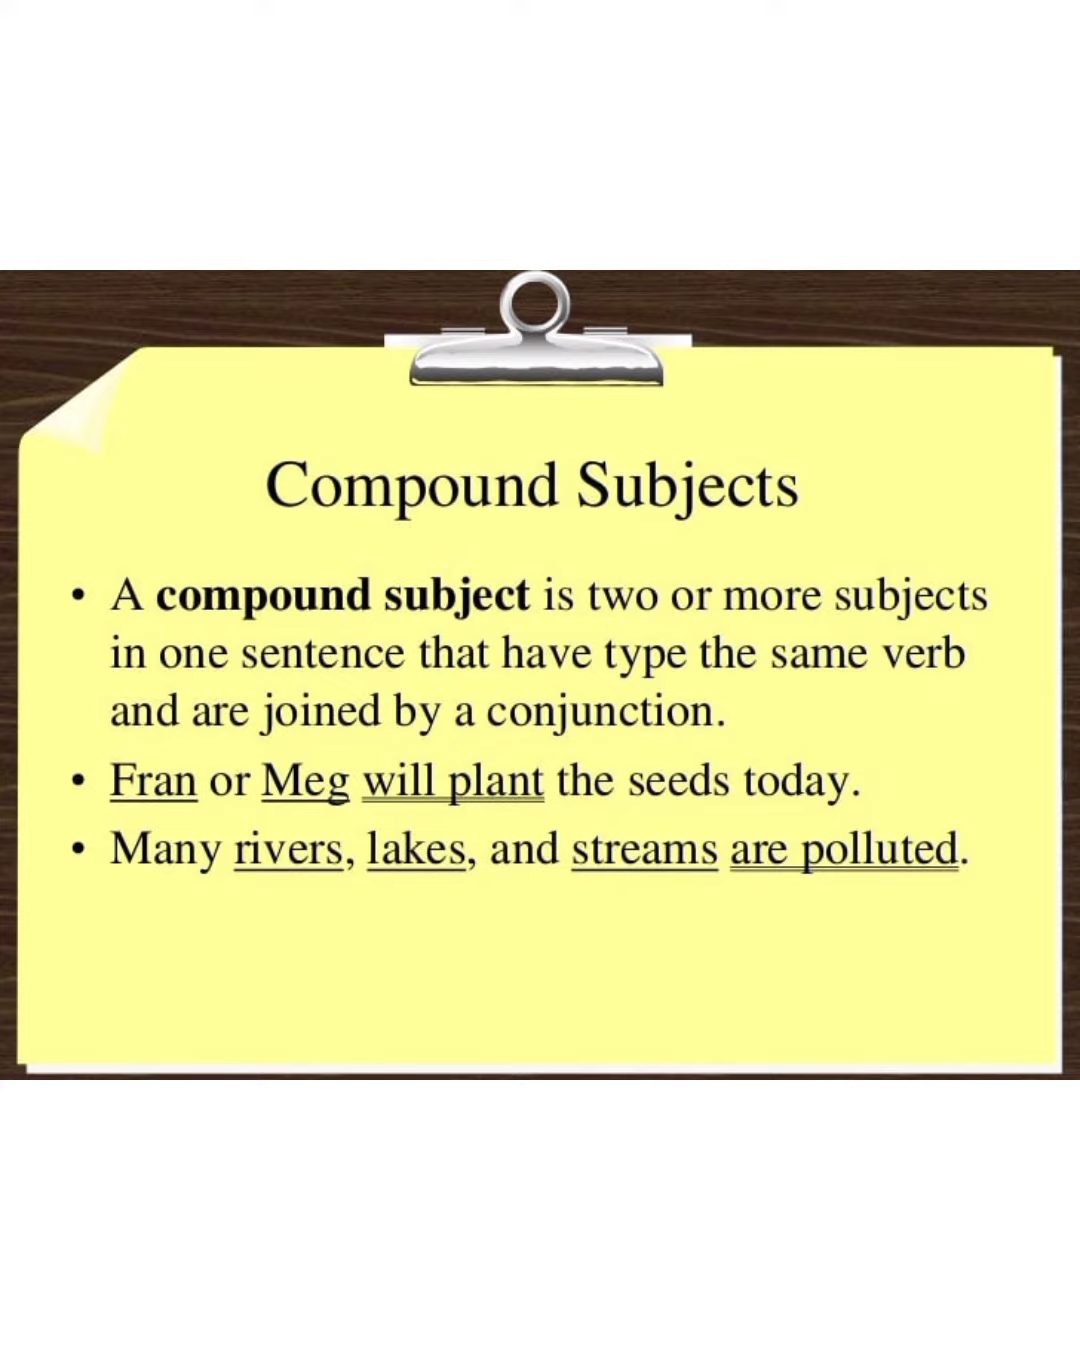 Compound Subjects
• A compound subject is two or more subjects
in one sentence that have type the same verb
and are joined by a conjunction.
• Fran or Meg will plant the seeds today.
• Many rivers, lakes, and streams are polluted.